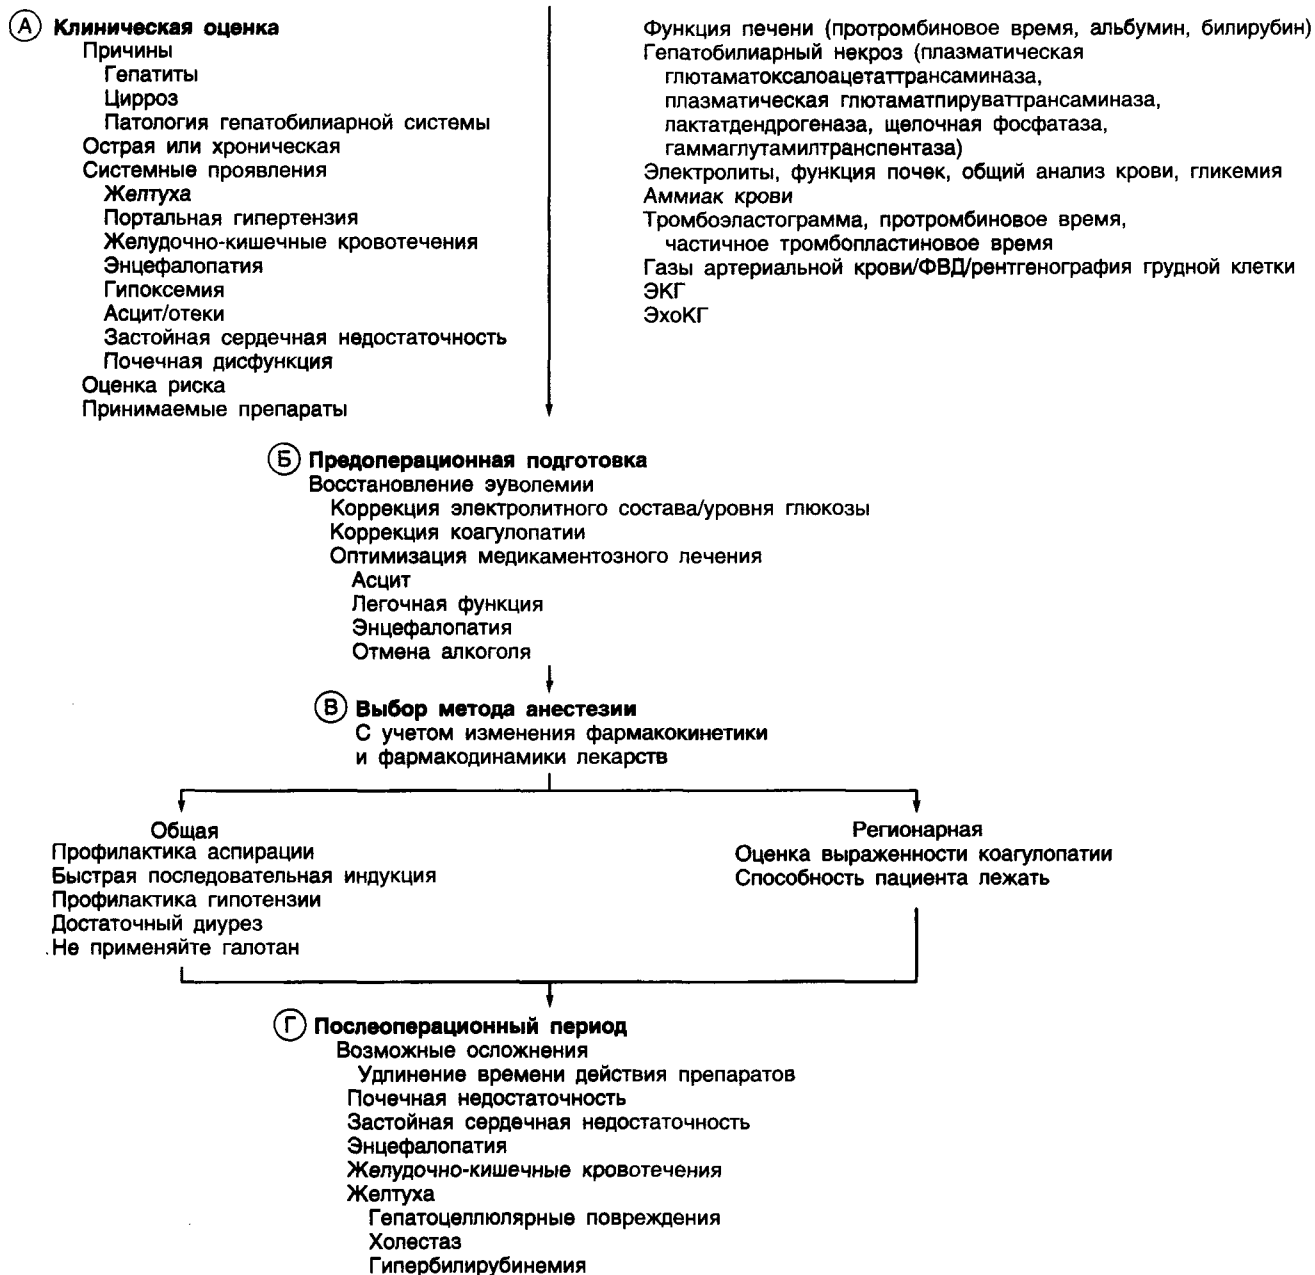 А Клиническая оценка
Причины
Гепатиты
Цирроз
Патология гепатобилиарной системы
Острая или хроническая
Системные проявления
Желтуха
Портальная гипертензия
Желудочно-кишечные кровотечения
Энцефалопатия
Гипоксемия
Асцит/отеки
Застойная сердечная недостаточность
Почечная дисфункция
Оценка риска
Принимаемые препараты
Функция печени (протромбиновое время, альбумин, билирубин)
Гепатобилиарный некроз (плазматическая
глютаматоксалоацетаттрансаминаза,
плазматическая глютаматпируваттрансаминаза,
лактатдендрогеназа, щелочная фосфатаза,
гаммаглутамилтранспентаза)
Электролиты, функция почек, общий анализ крови, гликемия
Аммиак крови
Тромбоэластограмма, протромбиновое время,
частичное тромбопластиновое время
Газы артериальной крови/ФВД/рентгенография грудной клетки
ЭКГ
ЭхоКГ
Б Предоперационная подготовка
Восстановление эуволемии
Коррекция электролитного состава/уровня глюкозы
Коррекция коагулопатии
Оптимизация медикаментозного лечения
Асцит
Легочная функция
Энцефалопатия
Отмена алкоголя
В Выбор метода анестезии
С учетом изменения фармакокинетики
и фармакодинамики лекарств
Общая
Профилактика аспирации
Быстрая последовательная индукция
Профилактика гипотензии
Достаточный диурез
Не применяйте галотан
Регионарная
Оценка выраженности коагулопатии
Способность пациента лежать
Г Послеоперационный период
Возможные осложнения
Удлинение времени действия препаратов
Почечная недостаточность
Застойная сердечная недостаточность
Энцефалопатия
Желудочно-кишечные кровотечения
Желтуха
Гепатоцеллюлярные повреждения
Холестаз
Гипербилирубинемия